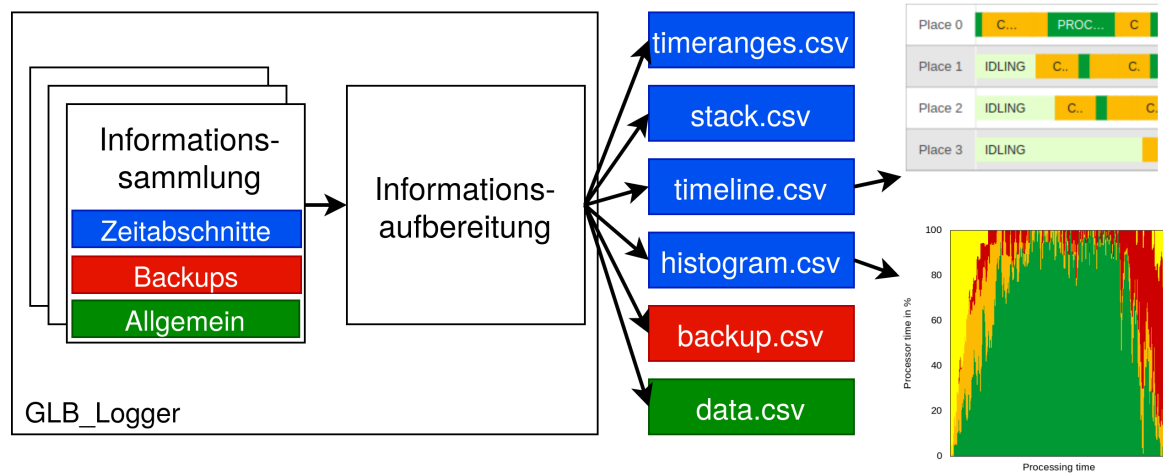 Informations-
sammlung
Zeitabschnitte
Backups
Allgemein
GLB_Logger
Informations-
aufbereitung
timeranges.csv
stack.csv
timeline.csv
histogram.csv
backup.csv
data.csv
Place 0 C... PROC... C
Place 1 IDLING C.. C.
Place 2 IDLING C.. C.
Place 3 IDLING
100
80
60
40
20
0
Processor time in %
Processing time